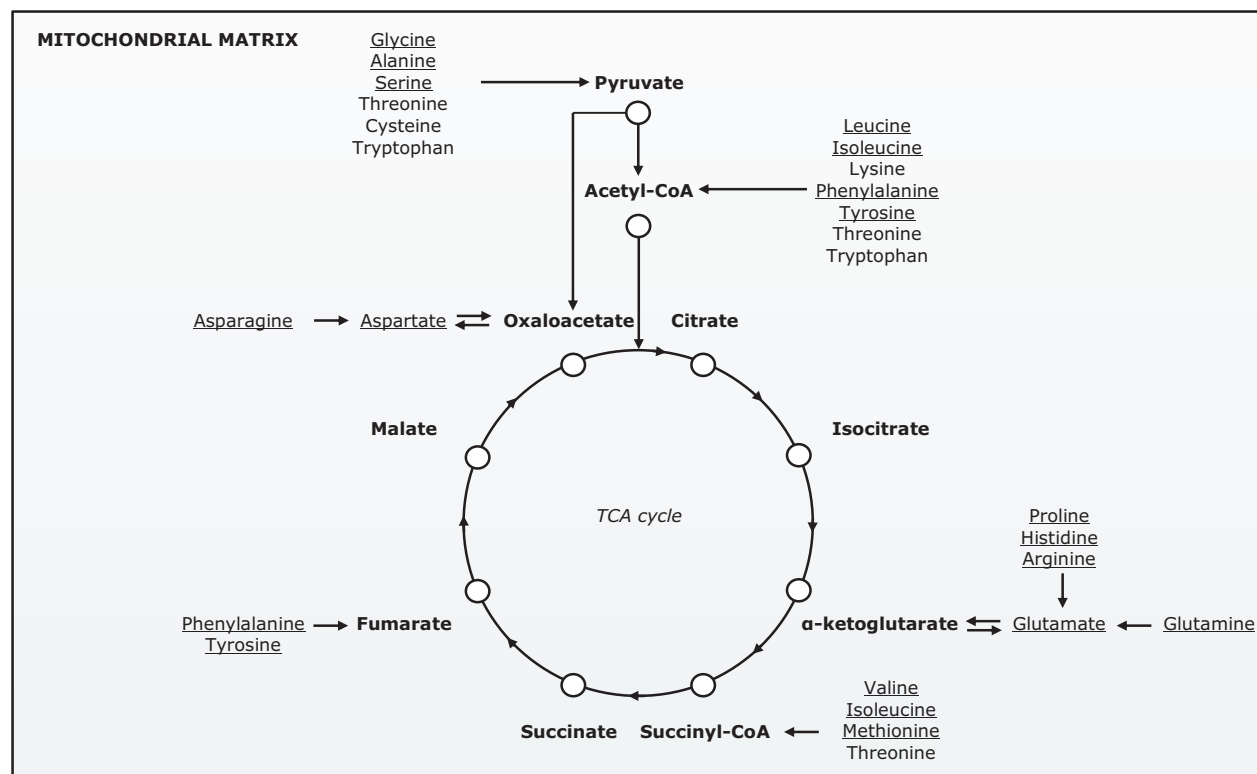 MITOCHONDRIAL MATRIX
Glycine
Alanine
Serine
Threonine
Cysteine
Tryptophan
Pyruvate
Leucine
Isoleucine
Lysine
Phenylalanine
Tyrosine
Threonine
Tryptophan
Acetyl-CoA
Asparagine
Aspartate
Oxaloacetate
Citrate
Malate
Isocitrate
TCA cycle
Proline
Histidine
Arginine
Phenylalanine
Tyrosine
Fumarate
α-ketoglutarate
Glutamate
Glutamine
Valine
Isoleucine
Methionine
Threonine
Succinate
Succinyl-CoA